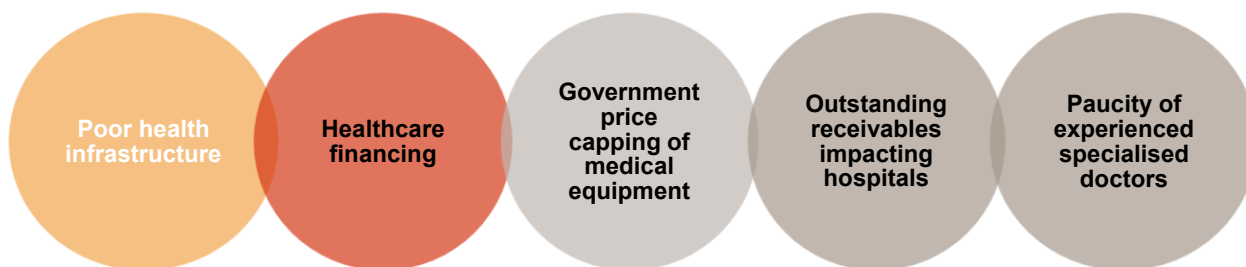 Poor health
infrastructure
Healthcare
financing
Government
price
capping of
medical
equipment
Outstanding
receivables
impacting
hospitals
Paucity of
experienced
specialised
doctors